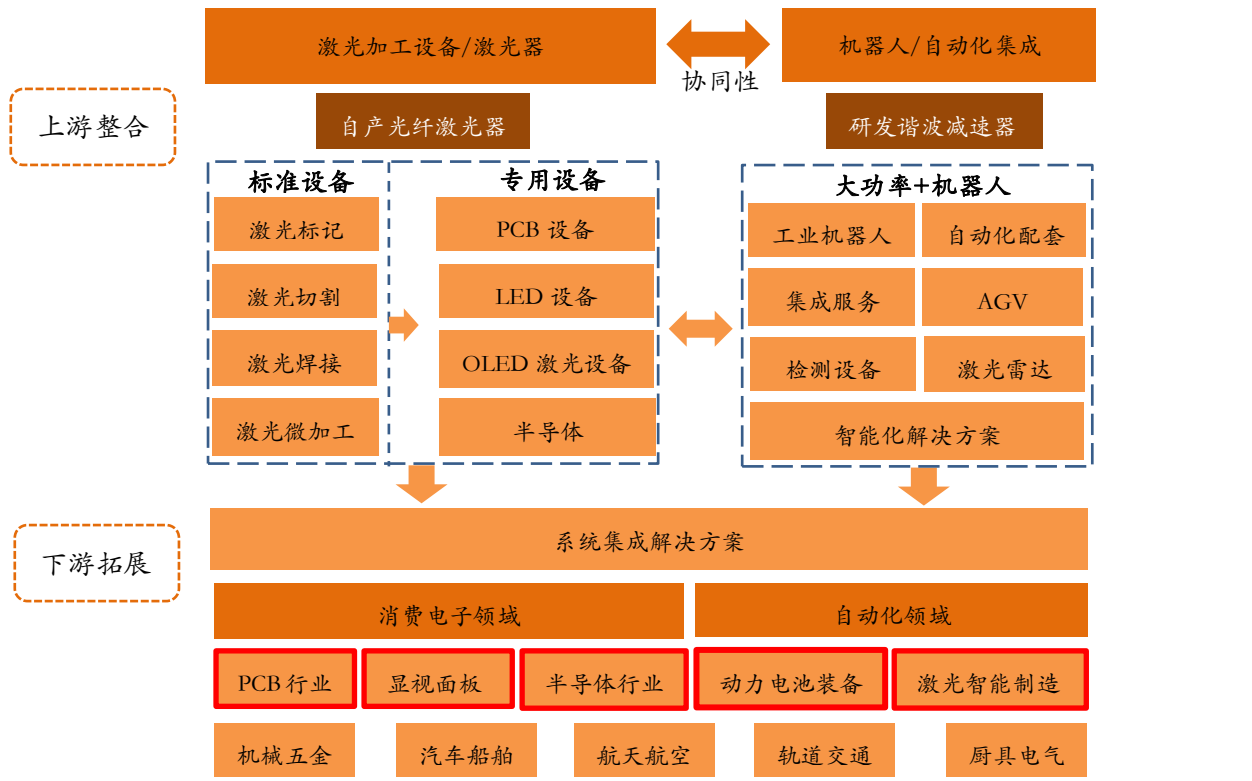 激光加工设备/激光器
机器人/自动化集成
协同性
上游整合
自产光纤激光器
研发谐波减速器
标准设备
专用设备
大功率+机器人
激光标记
PCB 设备
工业机器人
自动化配套
激光切割
LED 设备
集成服务
AGV
激光焊接
OLED 激光设备
检测设备
激光雷达
激光微加工
半导体
智能化解决方案
下游拓展
系统集成解决方案
消费电子领域
自动化领域
PCB 行业
显视面板
半导体行业
动力电池装备
激光智能制造
机械五金
汽车船舶
航天航空
轨道交通
厨具电气